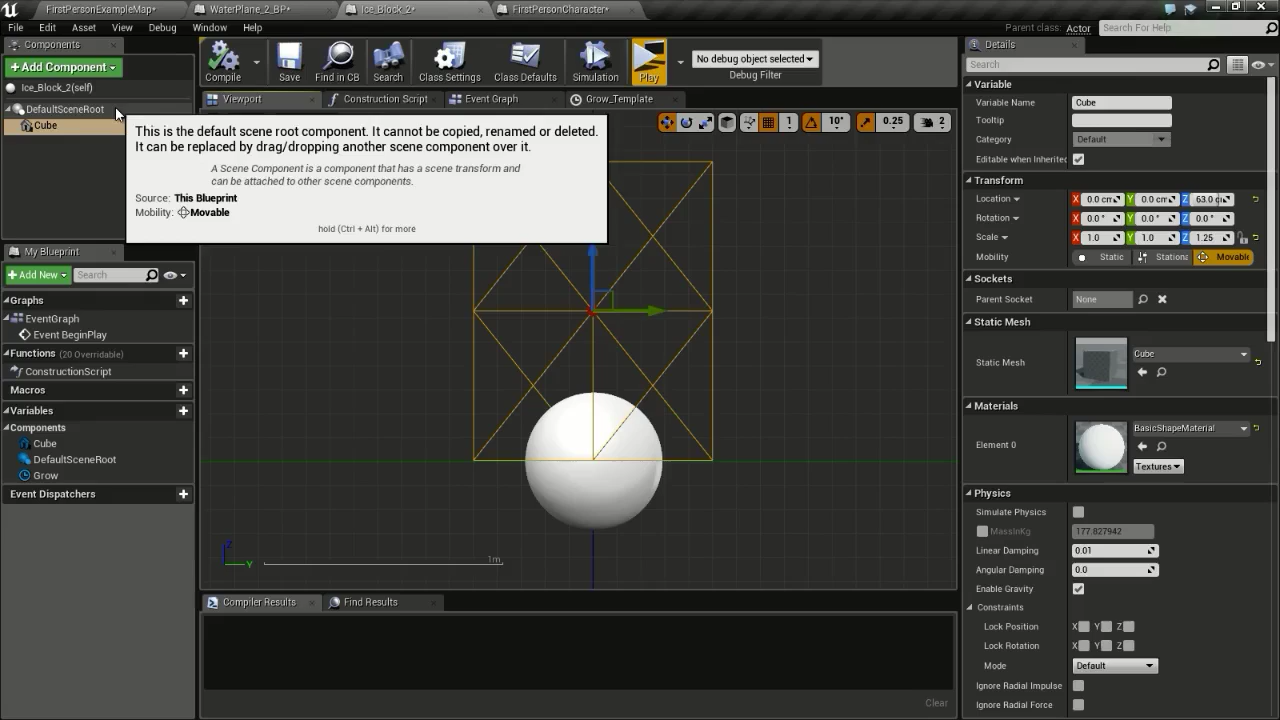 FirstPersonExampleMap*
WaterPlane_2_BP*
Ice_Block_2*
FirstPersonCharacter*
File Edit Asset View Debug Window Help
Parent class: Actor
Search For Help
Components
+ Add Component
Ice_Block_2(self)
DefaultSceneRoot
Cube
Compile
Save
Find in CB
Search
Class Settings
Class Defaults
Simulation
Play
No debug object selected
Debug Filter
Viewport
Construction Script
Event Graph
Grow_Template
1
10°
0.25
2
This is the default scene root component. It cannot be copied, renamed or deleted.
It can be replaced by drag/dropping another scene component over it.
A Scene Component is a component that has a scene transform and
can be attached to other scene components.
Source: This Blueprint
Mobility: Movable
hold (Ctrl + Alt) for more
My Blueprint
+ Add New
Search
Graphs
EventGraph
Event BeginPlay
Functions (20 Overridable)
ConstructionScript
Macros
Variables
Components
Cube
DefaultSceneRoot
Grow
Event Dispatchers
Z
Y
1m
Compiler Results
Find Results
Clear
Details
Search
Variable
Variable Name Cube
Tooltip
Category Default
Editable when Inherited
Transform
Location X 0.0 cm Y 0.0 cm Z 63.0 c
Rotation X 0.0 ° Y 0.0 ° Z 0.0 °
Scale X 1.0 Y 1.0 Z 1.25
Mobility Static Stationa Movable
Sockets
Parent Socket None
Static Mesh
Static Mesh Cube
Materials
Element 0 BasicShapeMaterial
Textures
Physics
Simulate Physics
MassInKg 177.827942
Linear Damping 0.01
Angular Damping 0.0
Enable Gravity
Constraints
Lock Position X Y Z
Lock Rotation X Y Z
Mode Default
Ignore Radial Impulse
Ignore Radial Force